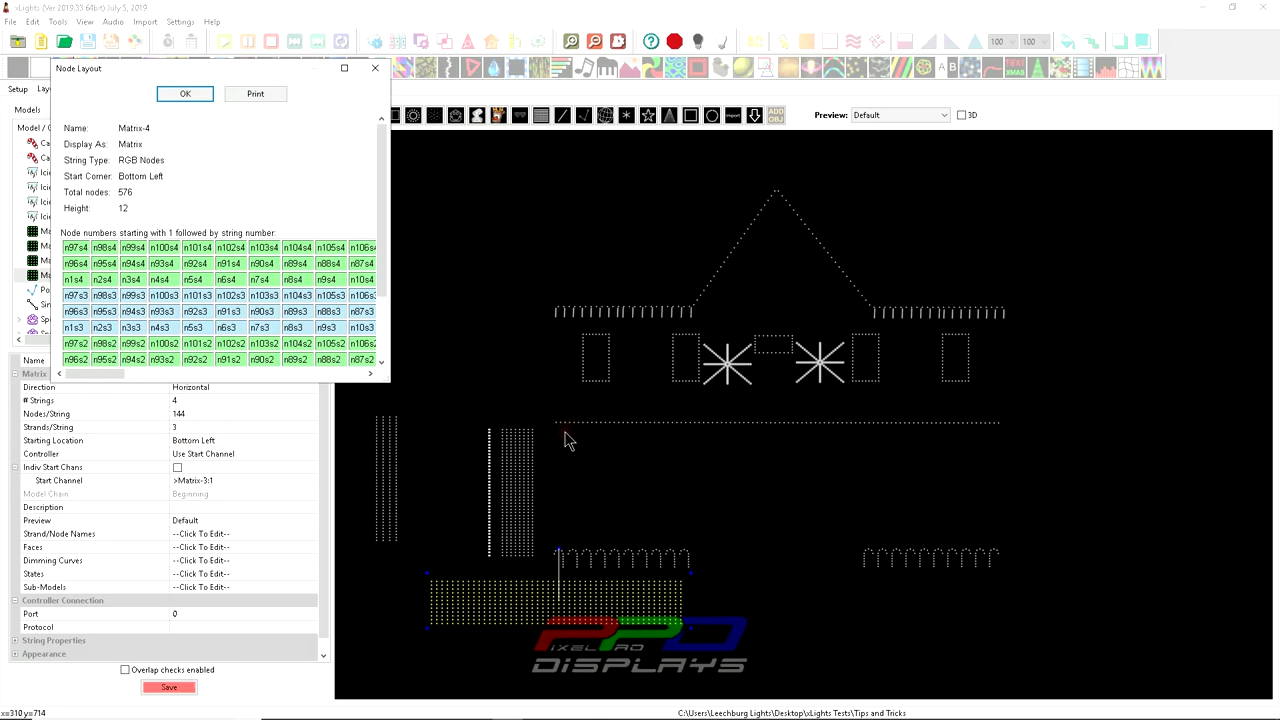 xLights (Ver 2019.33 64bit) July 5, 2019
File Edit Tools View Audio Import Settings Help
100 100
Node Layout
Setup
Models
Preview: Default 3D
OK Print
Name: Matrix-4
Display As: Matrix
String Type: RGB Nodes
Start Corner: Bottom Left
Total nodes: 576
Height: 12
Node numbers starting with 1 followed by string number:
n97s4 n98s4 n99s4 n100s4 n101s4 n102s4 n103s4 n104s4 n105s4 n106s4
n96s4 n95s4 n94s4 n93s4 n92s4 n91s4 n90s4 n89s4 n88s4 n87s4
n1s4 n2s4 n3s4 n4s4 n5s4 n6s4 n7s4 n8s4 n9s4 n10s4
n97s3 n98s3 n99s3 n100s3 n101s3 n102s3 n103s3 n104s3 n105s3 n106s3
n96s3 n95s3 n94s3 n93s3 n92s3 n91s3 n90s3 n89s3 n88s3 n87s3
n1s3 n2s3 n3s3 n4s3 n5s3 n6s3 n7s3 n8s3 n9s3 n10s3
n97s2 n98s2 n99s2 n100s2 n101s2 n102s2 n103s2 n104s2 n105s2 n106s2
n96s2 n95s2 n94s2 n93s2 n92s2 n91s2 n90s2 n89s2 n88s2 n87s2
Name
Matrix
Direction Horizontal
# Strings 4
Nodes/String 144
Strands/String 3
Starting Location Bottom Left
Controller Use Start Channel
Indiv Start Chans
Start Channel >Matrix-3:1
Model Chain Beginning
Description
Preview Default
Strand/Node Names --Click To Edit--
Faces --Click To Edit--
Dimming Curves --Click To Edit--
States --Click To Edit--
Sub-Models --Click To Edit--
Controller Connection
Port 0
Protocol
String Properties
Appearance
Overlap checks enabled
Save
PPD
PIXEL PRO
DISPLAYS
x=310 y=714 C:\Users\Leechburg Lights\Desktop\xLights Tests\Tips and Tricks